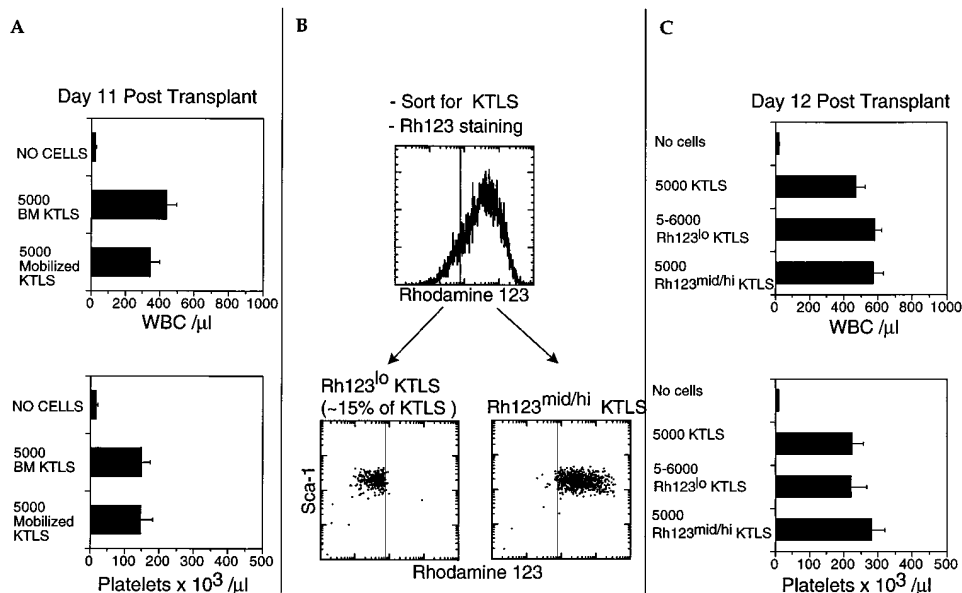 A
Day 11 Post Transplant
NO CELLS
5000
BM KTLS
5000
Mobilized
KTLS
0 200 400 600 800 1000
WBC /µl
NO CELLS
5000
BM KTLS
5000
Mobilized
KTLS
0 100 200 300 400 500
Platelets x 10³ /µl
B
- Sort for KTLS
- Rh123 staining
Rhodamine 123
Rh123lo KTLS
(~15% of KTLS )
Rh123mid/hi KTLS
Sca-1
Rhodamine 123
C
Day 12 Post Transplant
No cells
5000 KTLS
5-6000
Rh123lo KTLS
5000
Rh123mid/hi KTLS
0 200 400 600 800 1000
WBC /µl
No cells
5000 KTLS
5-6000
Rh123lo KTLS
5000
Rh123mid/hi KTLS
0 100 200 300 400 500
Platelets x 10³ /µl